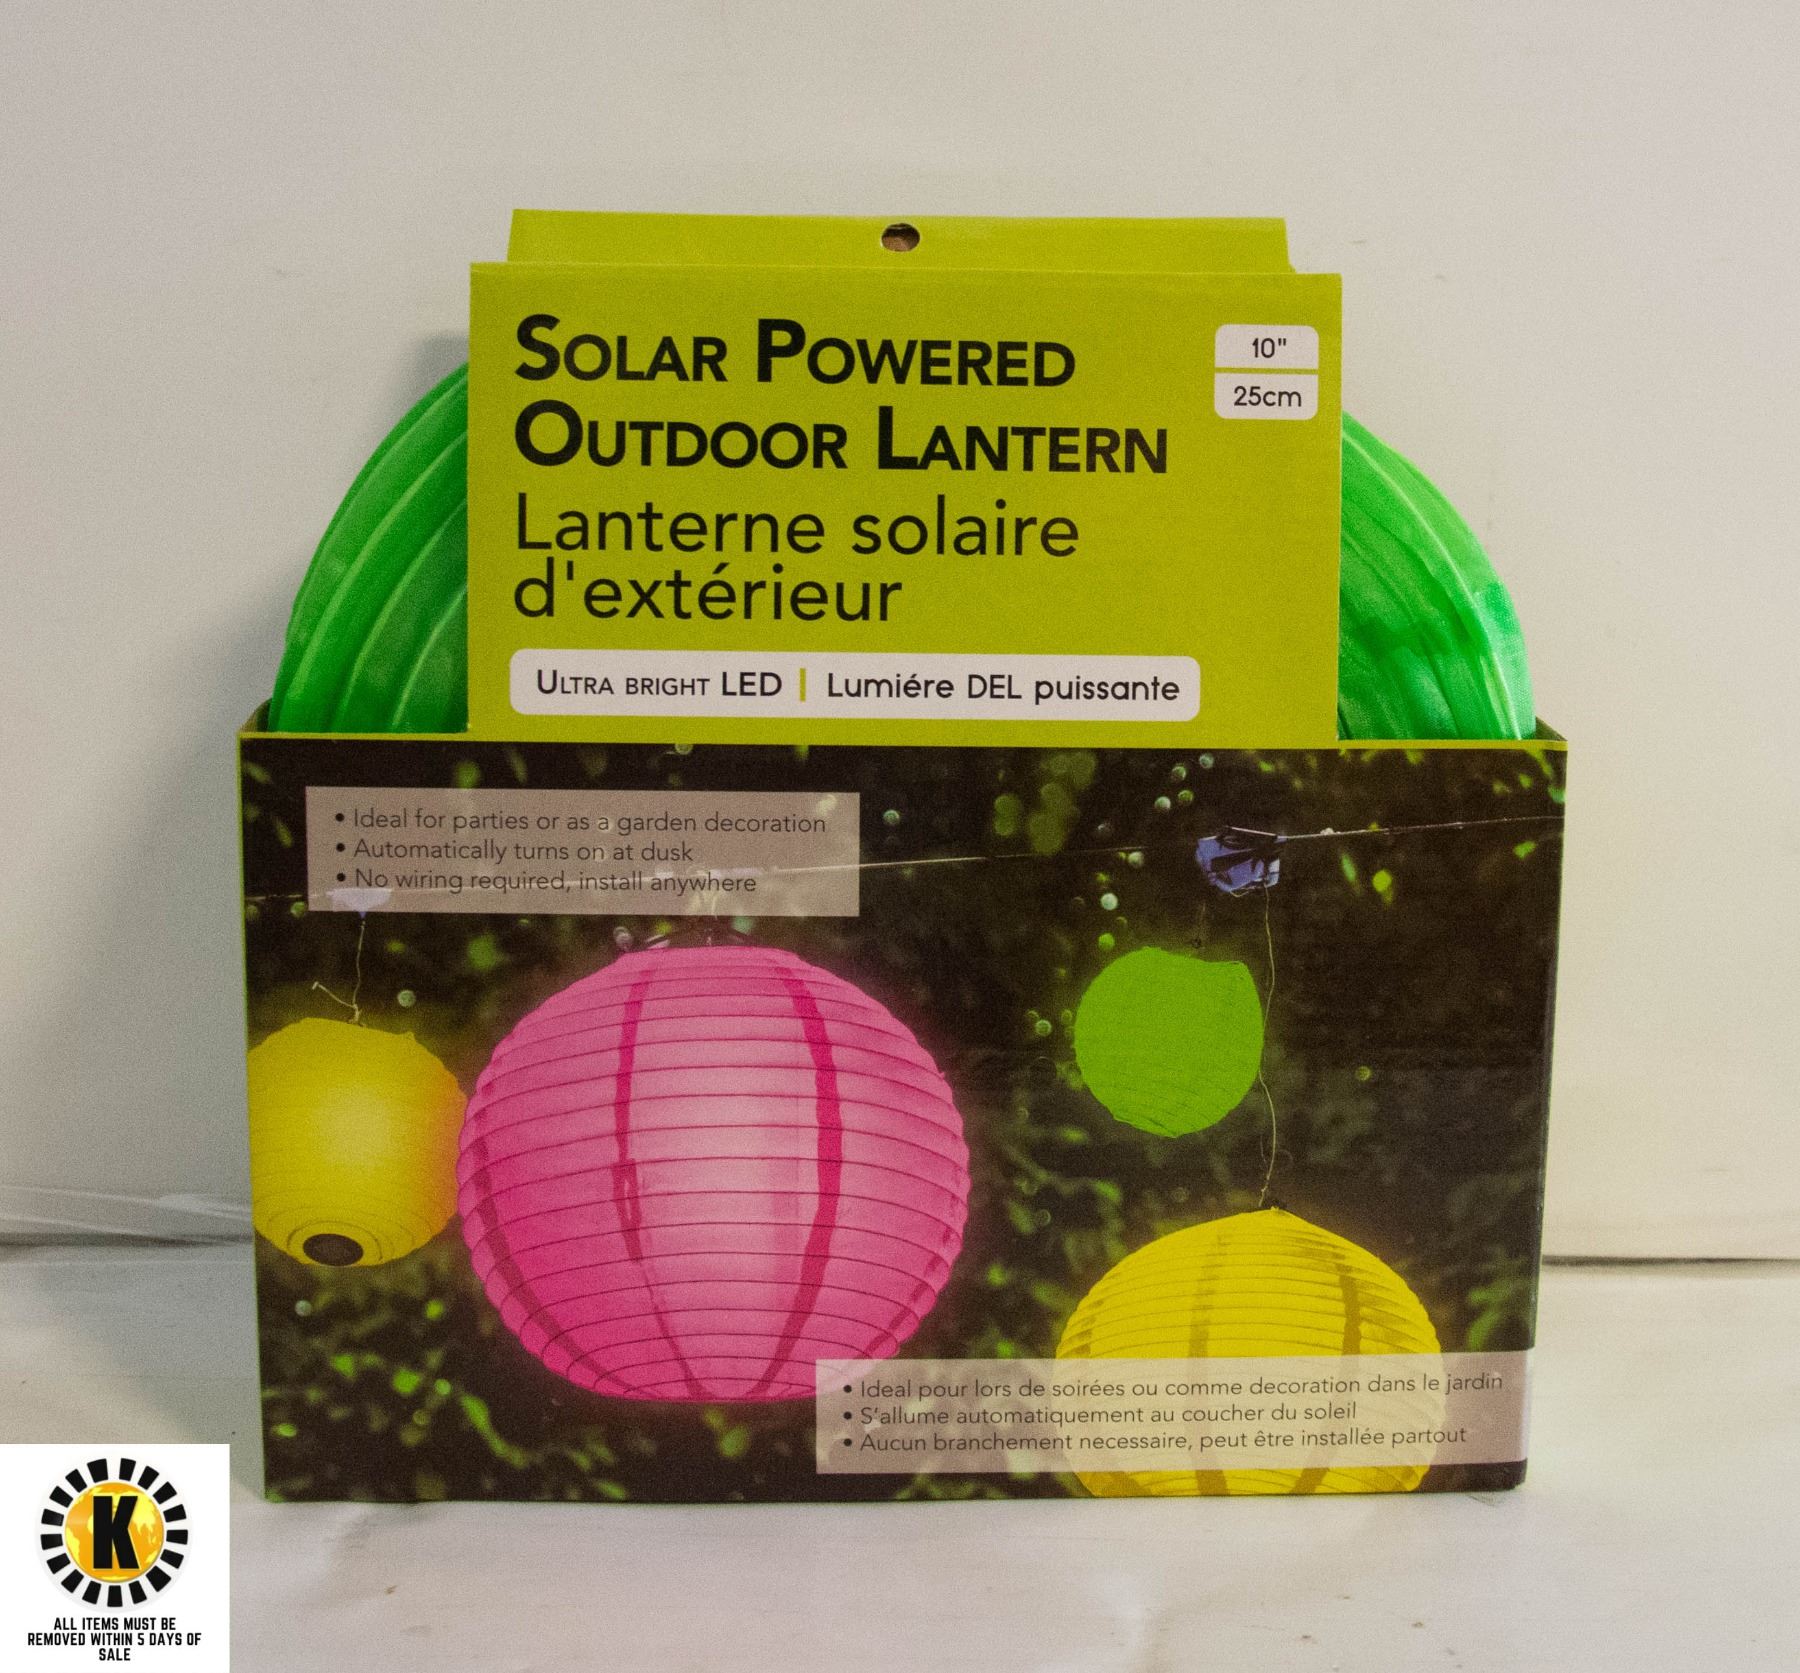 SOLAR POWERED
OUTDOOR LANTERN
Lanterne solaire
d'extérieur
10"
25cm
ULTRA BRIGHT LED | Lumiére DEL puissante
• Ideal for parties or as a garden decoration
• Automatically turns on at dusk
• No wiring required, install anywhere
• Ideal pour lors de soirées ou comme decoration dans le jardin
• S'allume automatiquement au coucher du soleil
• Aucun branchement necessaire, peut être installée partout
K
ALL ITEMS MUST BE
REMOVED WITHIN 5 DAYS OF
SALE